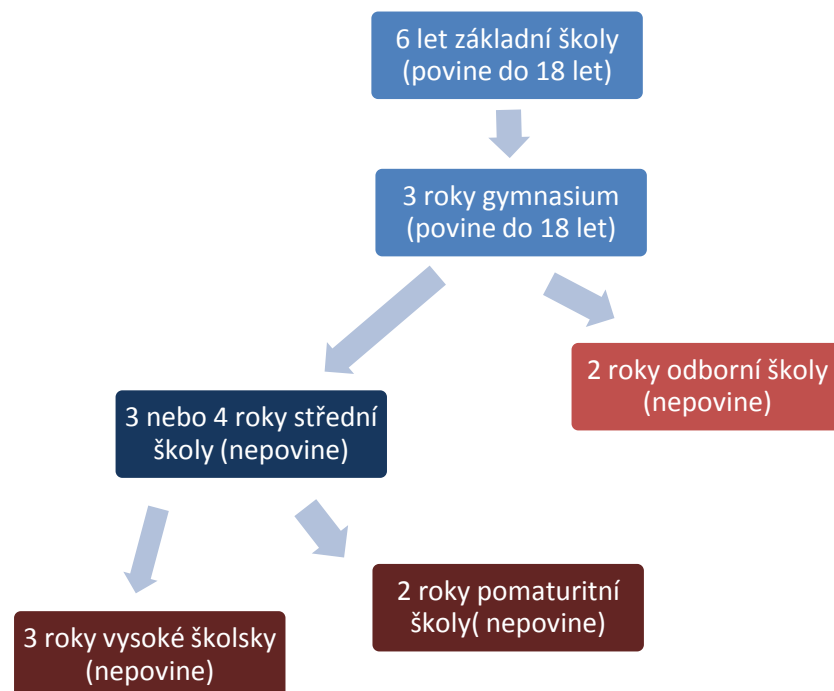 6 let základní školy
(povine do 18 let)
3 roky gymnasium
(povine do 18 let)
2 roky odborní školy
(nepovine)
3 nebo 4 roky střední
školy (nepovine)
2 roky pomaturitní
školy( nepovine)
3 roky vysoké školsky
(nepovine)